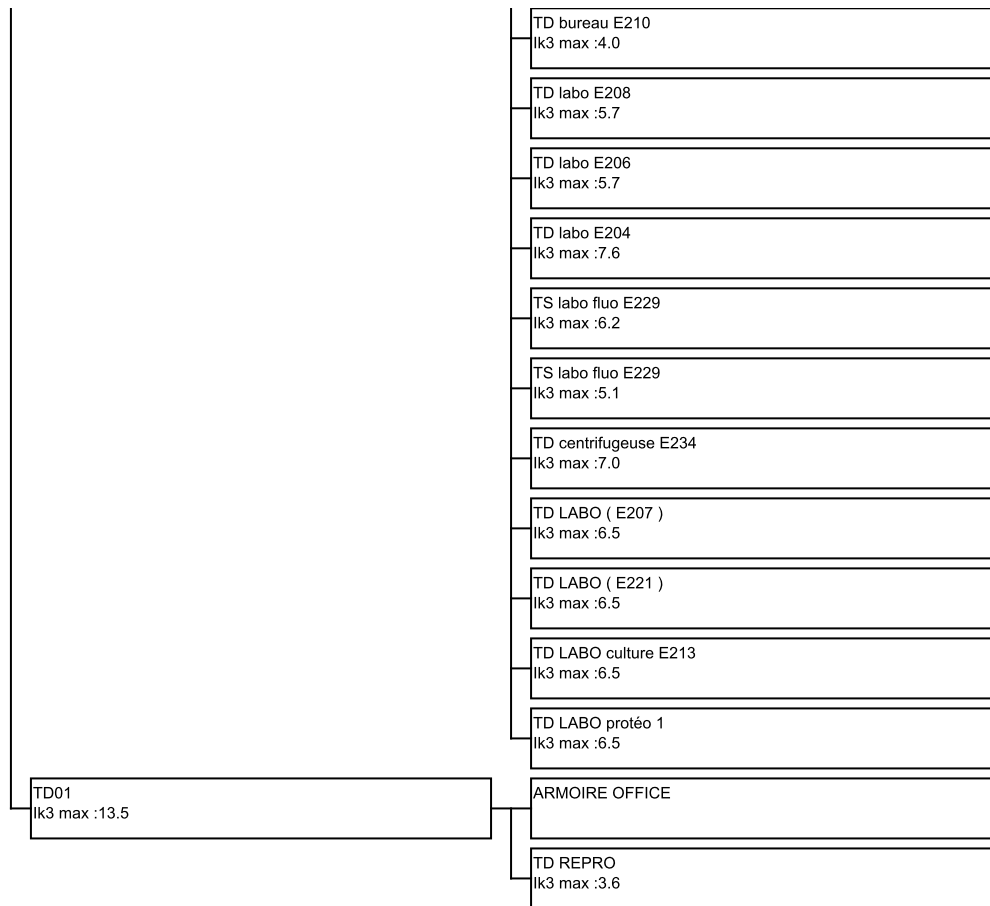 TD bureau E210
Ik3 max :4.0
TD labo E208
Ik3 max :5.7
TD labo E206
Ik3 max :5.7
TD labo E204
Ik3 max :7.6
TS labo fluo E229
Ik3 max :6.2
TS labo fluo E229
Ik3 max :5.1
TD centrifugeuse E234
Ik3 max :7.0
TD LABO ( E207 )
Ik3 max :6.5
TD LABO ( E221 )
Ik3 max :6.5
TD LABO culture E213
Ik3 max :6.5
TD LABO protéo 1
Ik3 max :6.5
TD01
Ik3 max :13.5
ARMOIRE OFFICE
TD REPRO
Ik3 max :3.6